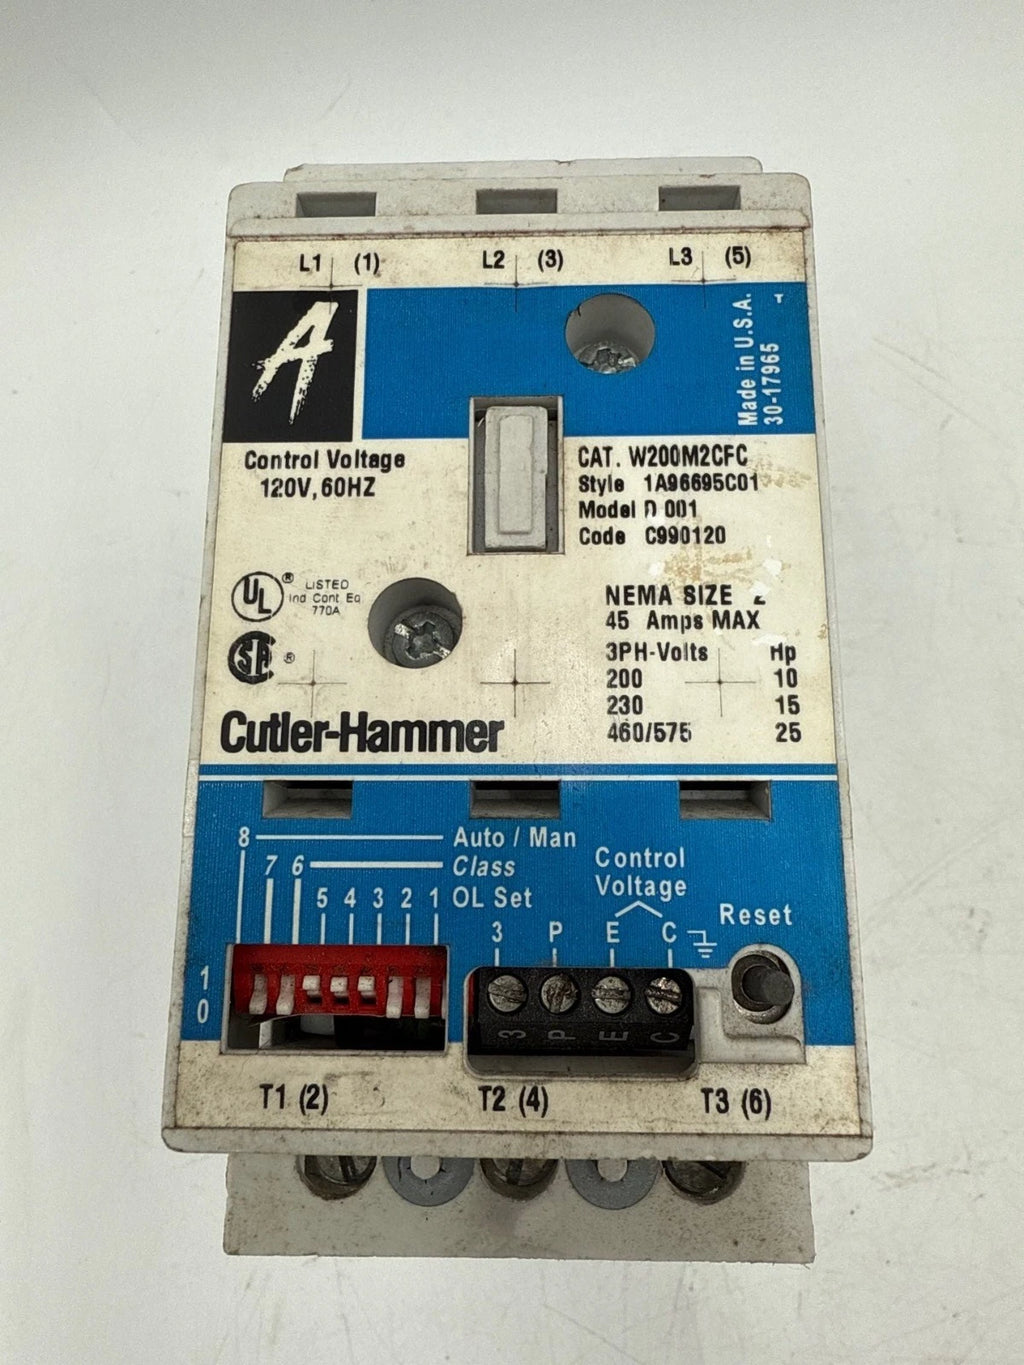 L1 (1) L2 (3) L3 (5)
A
Made in U.S.A.
30-17965
Control Voltage
120V, 60HZ
CAT. W200M2CFC
Style 1A96695C01
Model D 001
Code C990120
UL ® LISTED
Ind Cont Eq
770A
SA ®
NEMA SIZE 2
45 Amps MAX
3PH-Volts Hp
200 10
230 15
460/575 25
Cutler-Hammer
8 Auto / Man
7 6 Class
5 4 3 2 1 OL Set
Control
Voltage
3 P E C
Reset
1
0
3 P E C
T1 (2) T2 (4) T3 (6)